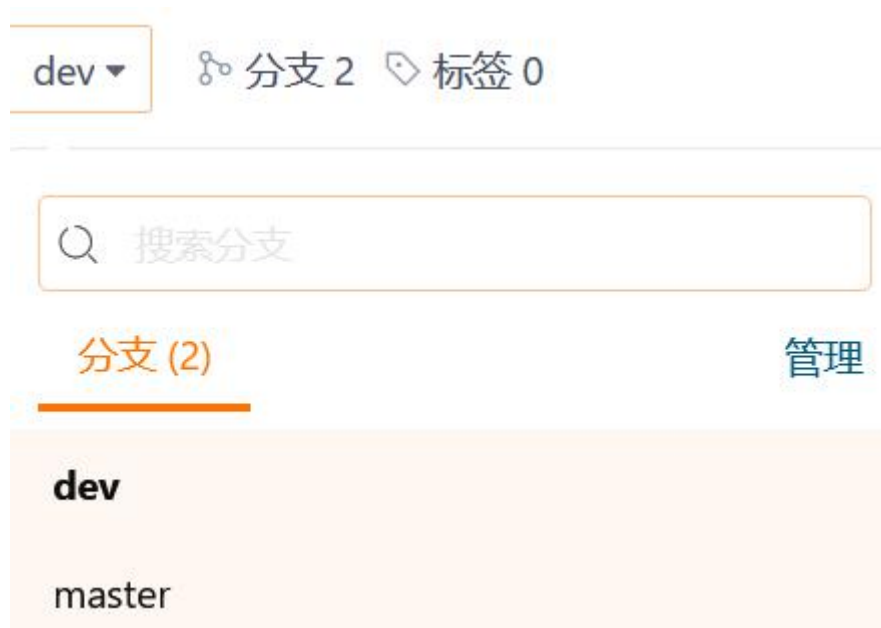 dev 分支 2 标签 0
搜索分支
分支 (2) 管理
dev
master